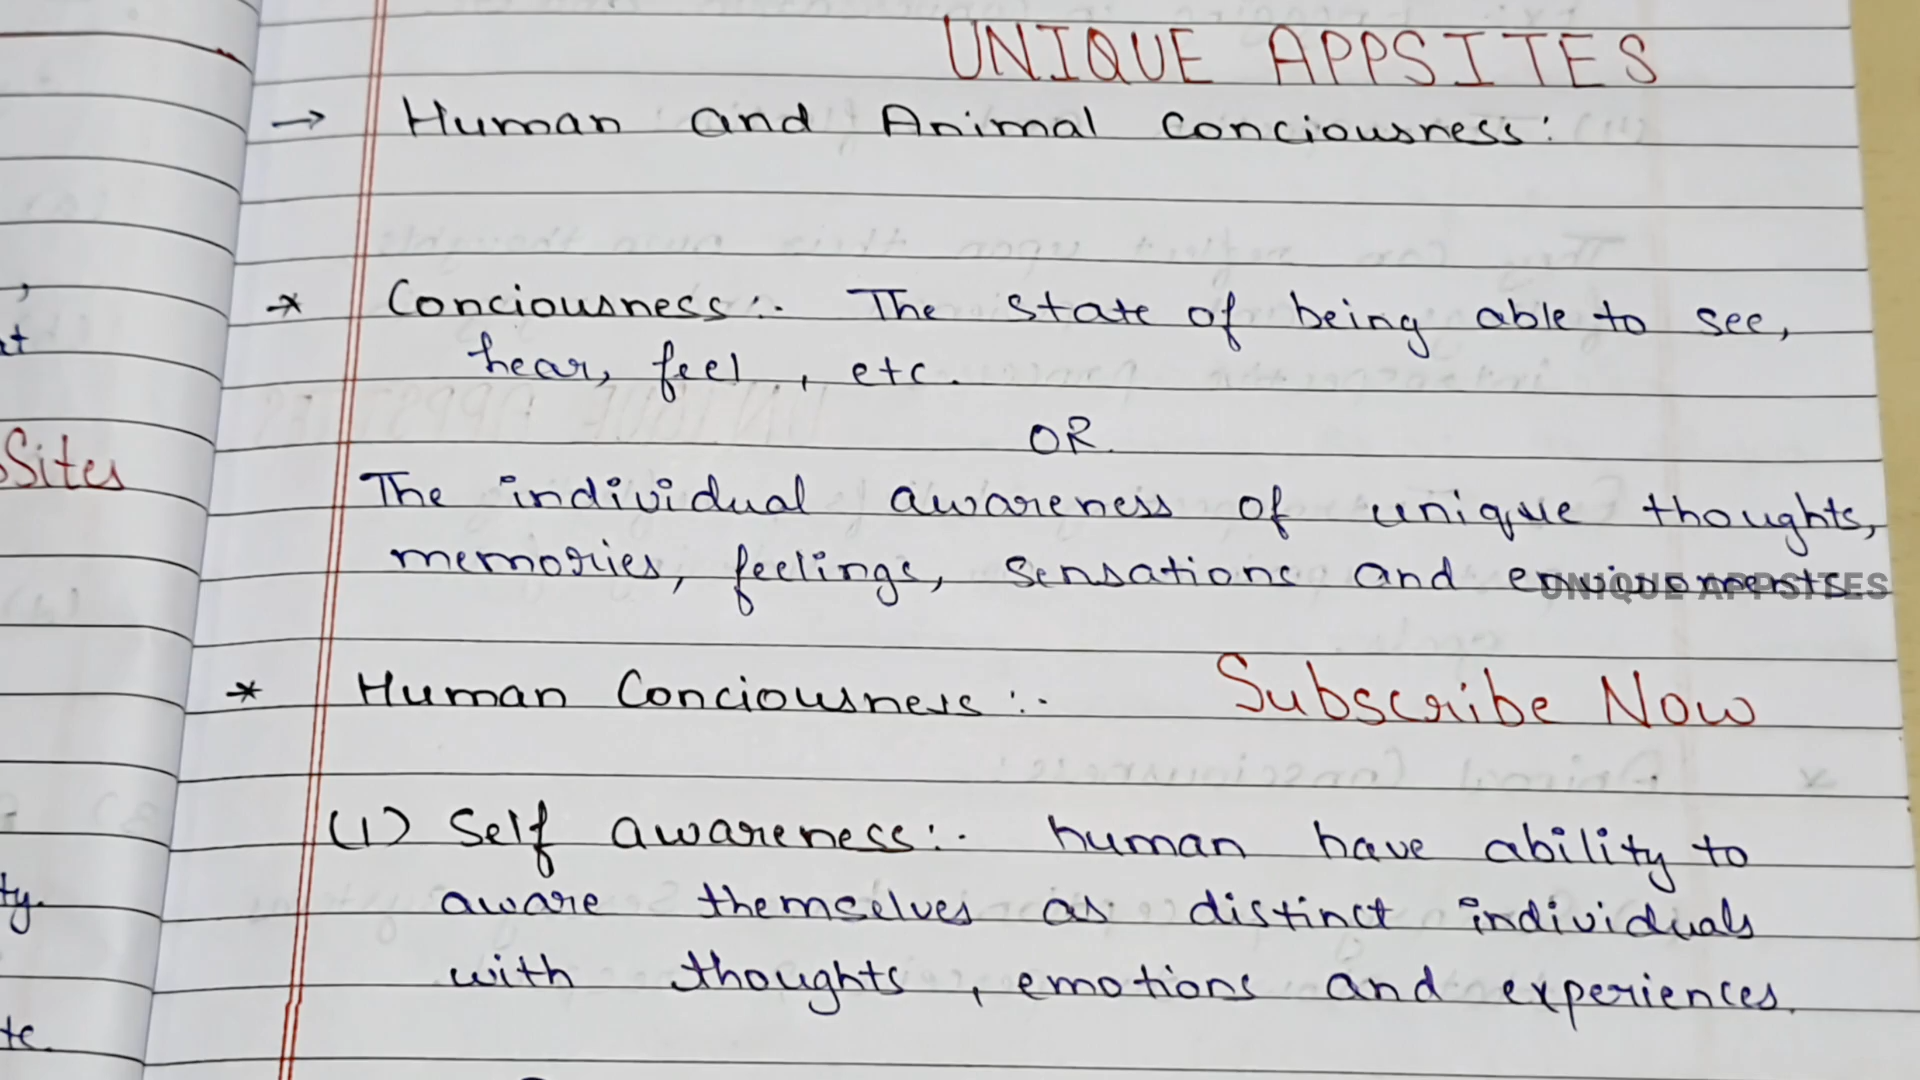 UNIQUE APPSITES
→ Human and Animal Conciousness:
* Conciousness:- The state of being able to see,
hear, feel, etc.
OR
The individual awareness of unique thoughts,
memories, feelings, sensations and
UNIQUE APPSITES
* Human Conciousness:-
Subscribe Now
(1) Self awareness:- human have ability to
aware themselves as distinct individuals
with thoughts, emotions and experiences.
Sites
ty.